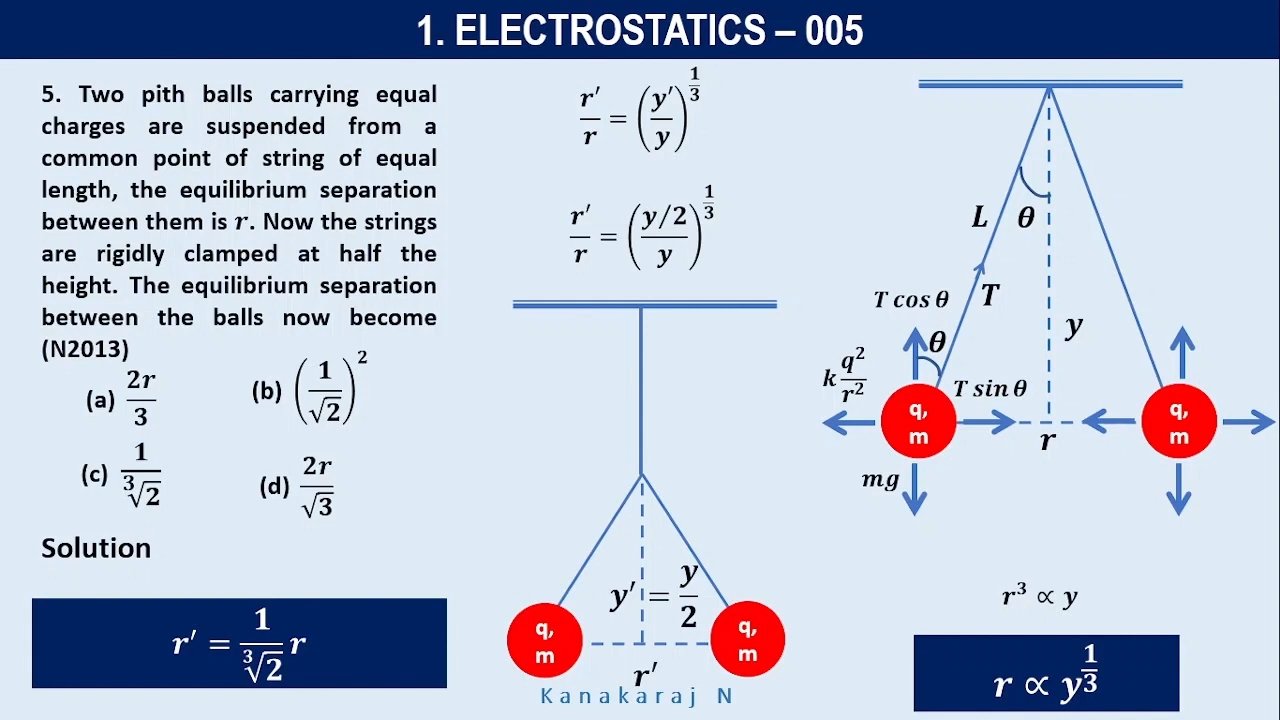 1. ELECTROSTATICS – 005
5. Two pith balls carrying equal
charges are suspended from a
common point of string of equal
length, the equilibrium separation
between them is r. Now the strings
are rigidly clamped at half the
height. The equilibrium separation
between the balls now become
(N2013)
(a) 2r/3 (b) (1/√2)²
(c) 1/∛2 (d) 2r/√3
Solution
r′ = 1/∛2 r
r′/r = (y′/y)^(1/3)
r′/r = ((y/2)/y)^(1/3)
y′ = y/2
q, m
q, m
r′
Kanakaraj N
L θ
T cos θ
T
θ
y
k q²/r²
T sin θ
q, m
q, m
r
mg
r³ ∝ y
r ∝ y^(1/3)